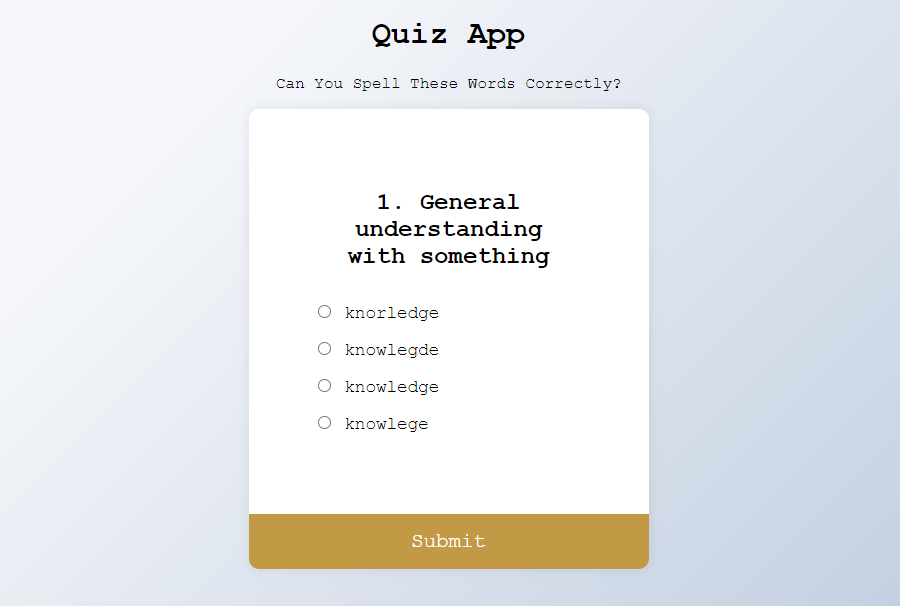 Quiz App
Can You Spell These Words Correctly?
1. General
understanding
with something
knorledge
knowlegde
knowledge
knowlege
Submit